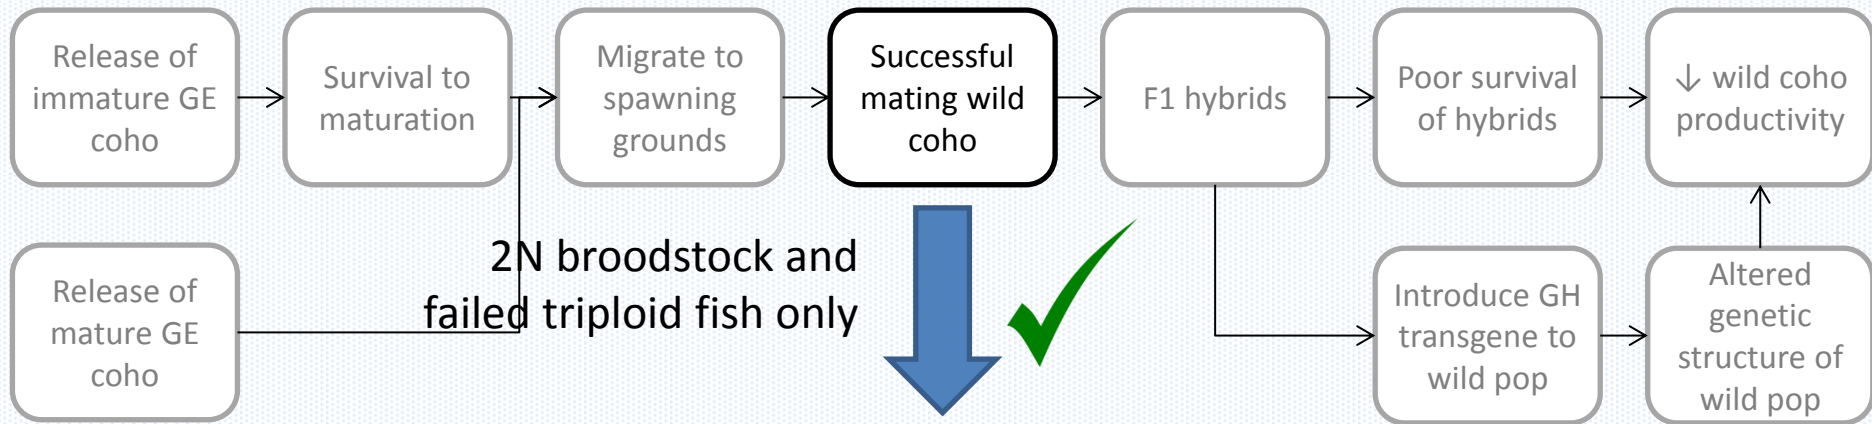 Release of
immature GE
coho
Survival to
maturation
Migrate to
spawning
grounds
Successful
mating wild
coho
F1 hybrids
Poor survival
of hybrids
↓ wild coho
productivity
Release of
mature GE
coho
2N broodstock and
failed triploid fish only
Introduce GH
transgene to
wild pop
Altered
genetic
structure of
wild pop